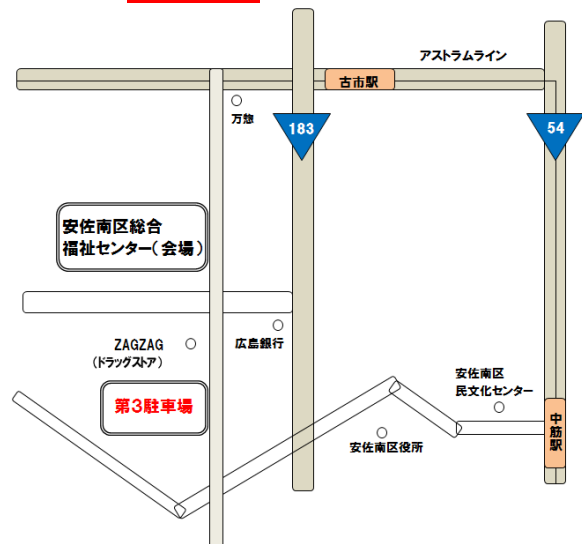 アストラムライン
古市駅
万惣
183
54
安佐南区総合
福祉センター(会場)
ZAGZAG
(ドラッグストア)
広島銀行
第3駐車場
安佐南区
民文化センター
安佐南区役所
中筋駅